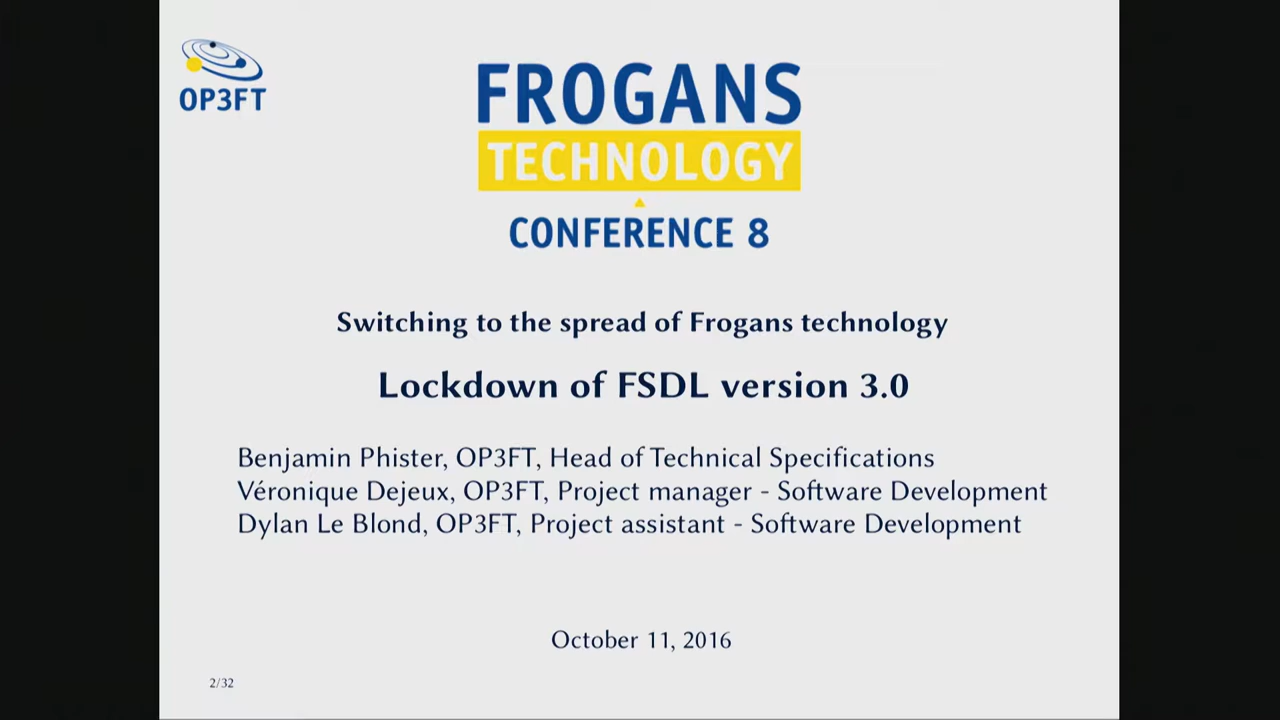 OP3FT
FROGANS
TECHNOLOGY
CONFERENCE 8
Switching to the spread of Frogans technology
Lockdown of FSDL version 3.0
Benjamin Phister, OP3FT, Head of Technical Specifications
Véronique Dejeux, OP3FT, Project manager - Software Development
Dylan Le Blond, OP3FT, Project assistant - Software Development
October 11, 2016
2/32